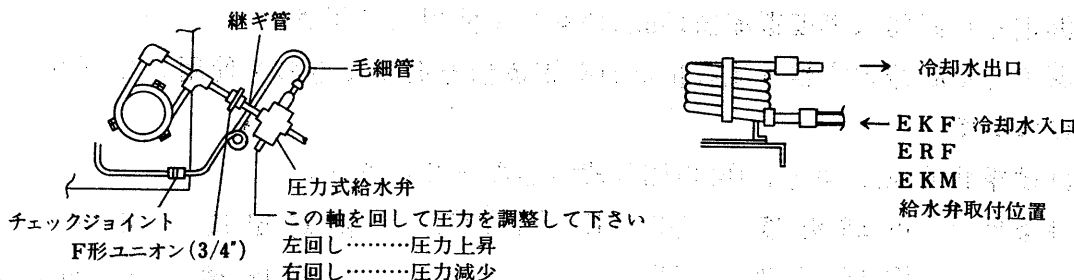 継ギ管
毛細管
圧力式給水弁
チェックジョイント
F形ユニオン(3/4")
この軸を回して圧力を調整して下さい
左回し………圧力上昇
右回し………圧力減少
→ 冷却水出口
← EKF 冷却水入口
ERF
EKM
給水弁取付位置